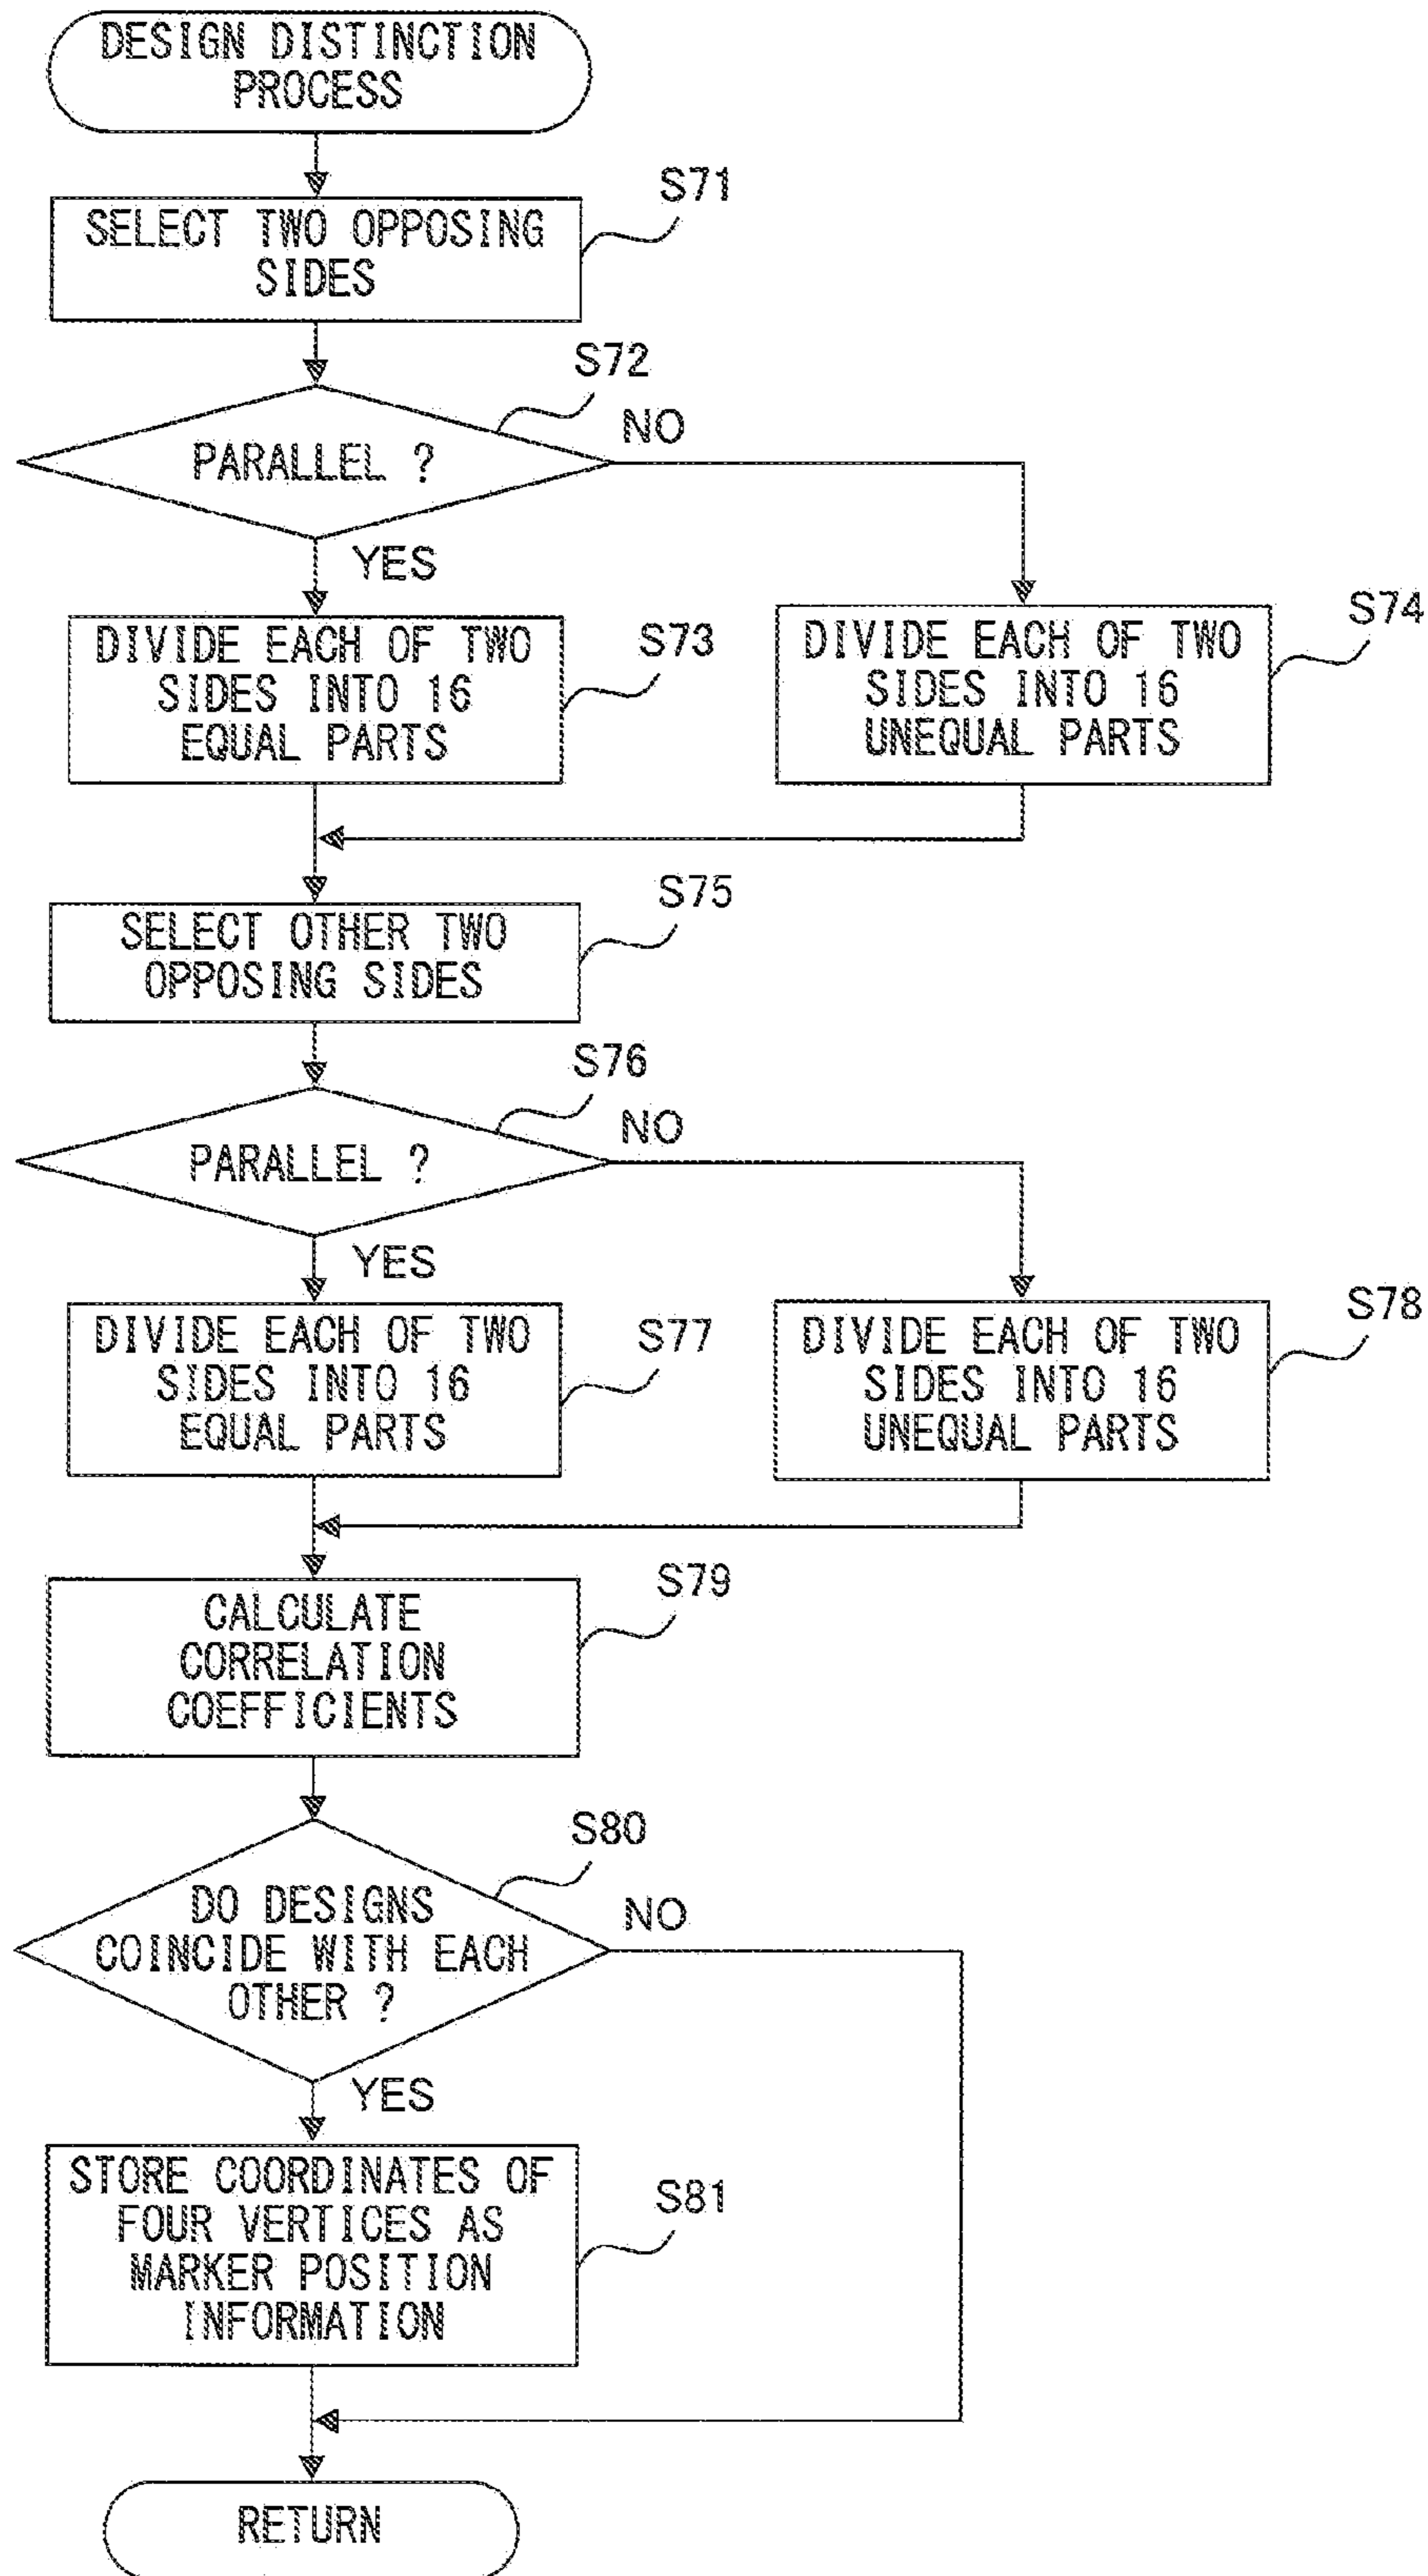 DESIGN DISTINCTION
PROCESS
S71
SELECT TWO OPPOSING
SIDES
S72
PARALLEL ?
NO
YES
S73
DIVIDE EACH OF TWO
SIDES INTO 16
EQUAL PARTS
S74
DIVIDE EACH OF TWO
SIDES INTO 16
UNEQUAL PARTS
S75
SELECT OTHER TWO
OPPOSING SIDES
S76
PARALLEL ?
NO
YES
S77
DIVIDE EACH OF TWO
SIDES INTO 16
EQUAL PARTS
S78
DIVIDE EACH OF TWO
SIDES INTO 16
UNEQUAL PARTS
S79
CALCULATE
CORRELATION
COEFFICIENTS
S80
DO DESIGNS
COINCIDE WITH EACH
OTHER ?
NO
YES
S81
STORE COORDINATES OF
FOUR VERTICES AS
MARKER POSITION
INFORMATION
RETURN